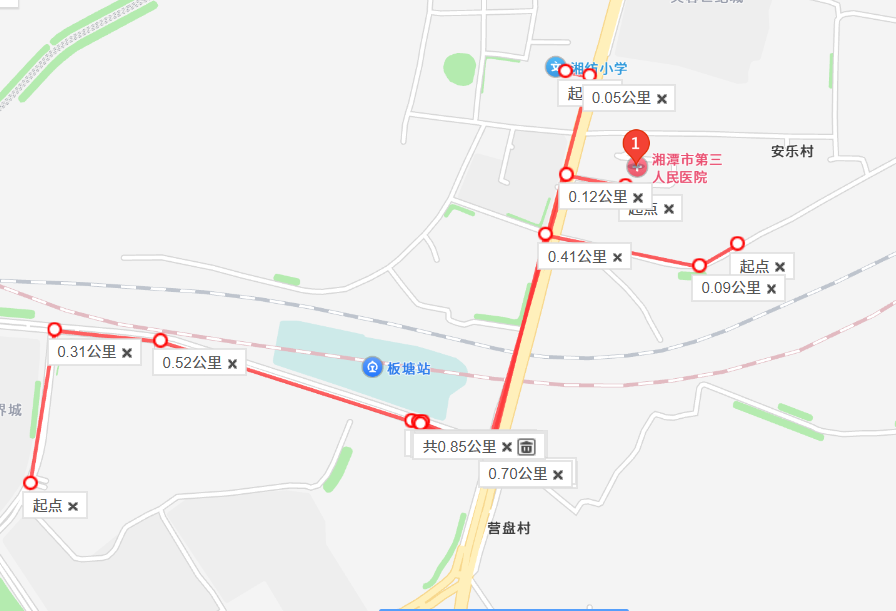 湘纺小学
起
0.05公里
1
湘潭市第三
人民医院
安乐村
0.12公里
起点
0.41公里
起点
0.09公里
0.31公里
0.52公里
板塘站
界城
共0.85公里
0.70公里
起点
营盘村